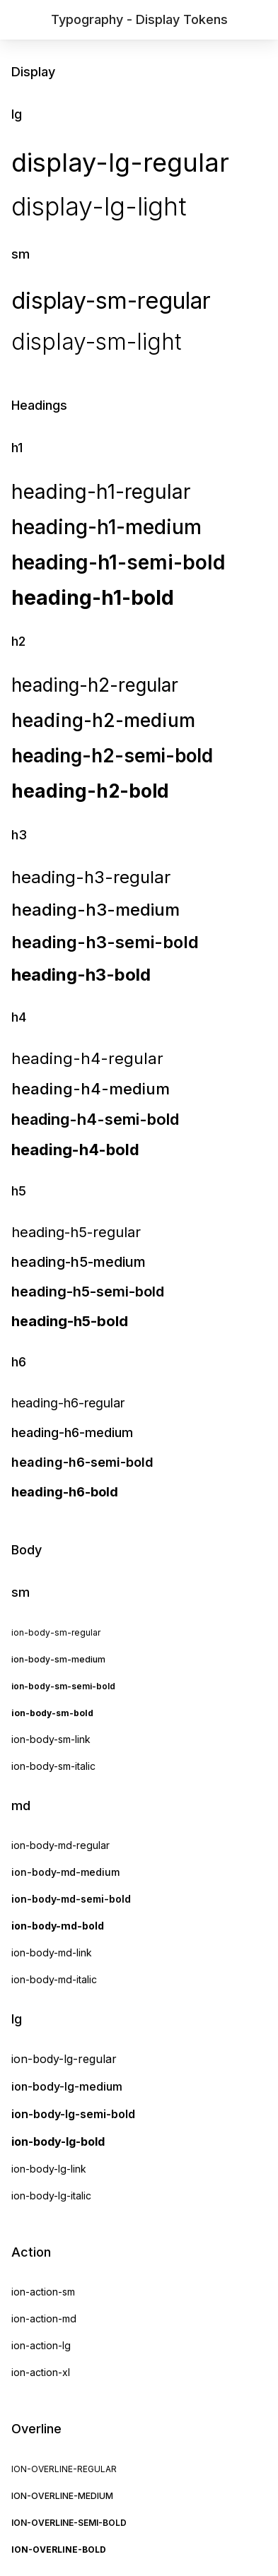 Typography - Display Tokens
Display
lg
display-lg-regular
display-lg-light
sm
display-sm-regular
display-sm-light
Headings
h1
heading-h1-regular
heading-h1-medium
heading-h1-semi-bold
heading-h1-bold
h2
heading-h2-regular
heading-h2-medium
heading-h2-semi-bold
heading-h2-bold
h3
heading-h3-regular
heading-h3-medium
heading-h3-semi-bold
heading-h3-bold
h4
heading-h4-regular
heading-h4-medium
heading-h4-semi-bold
heading-h4-bold
h5
heading-h5-regular
heading-h5-medium
heading-h5-semi-bold
heading-h5-bold
h6
heading-h6-regular
heading-h6-medium
heading-h6-semi-bold
heading-h6-bold
Body
sm
ion-body-sm-regular
ion-body-sm-medium
ion-body-sm-semi-bold
ion-body-sm-bold
ion-body-sm-link
ion-body-sm-italic
md
ion-body-md-regular
ion-body-md-medium
ion-body-md-semi-bold
ion-body-md-bold
ion-body-md-link
ion-body-md-italic
lg
ion-body-lg-regular
ion-body-lg-medium
ion-body-lg-semi-bold
ion-body-lg-bold
ion-body-lg-link
ion-body-lg-italic
Action
ion-action-sm
ion-action-md
ion-action-lg
ion-action-xl
Overline
ION-OVERLINE-REGULAR
ION-OVERLINE-MEDIUM
ION-OVERLINE-SEMI-BOLD
ION-OVERLINE-BOLD